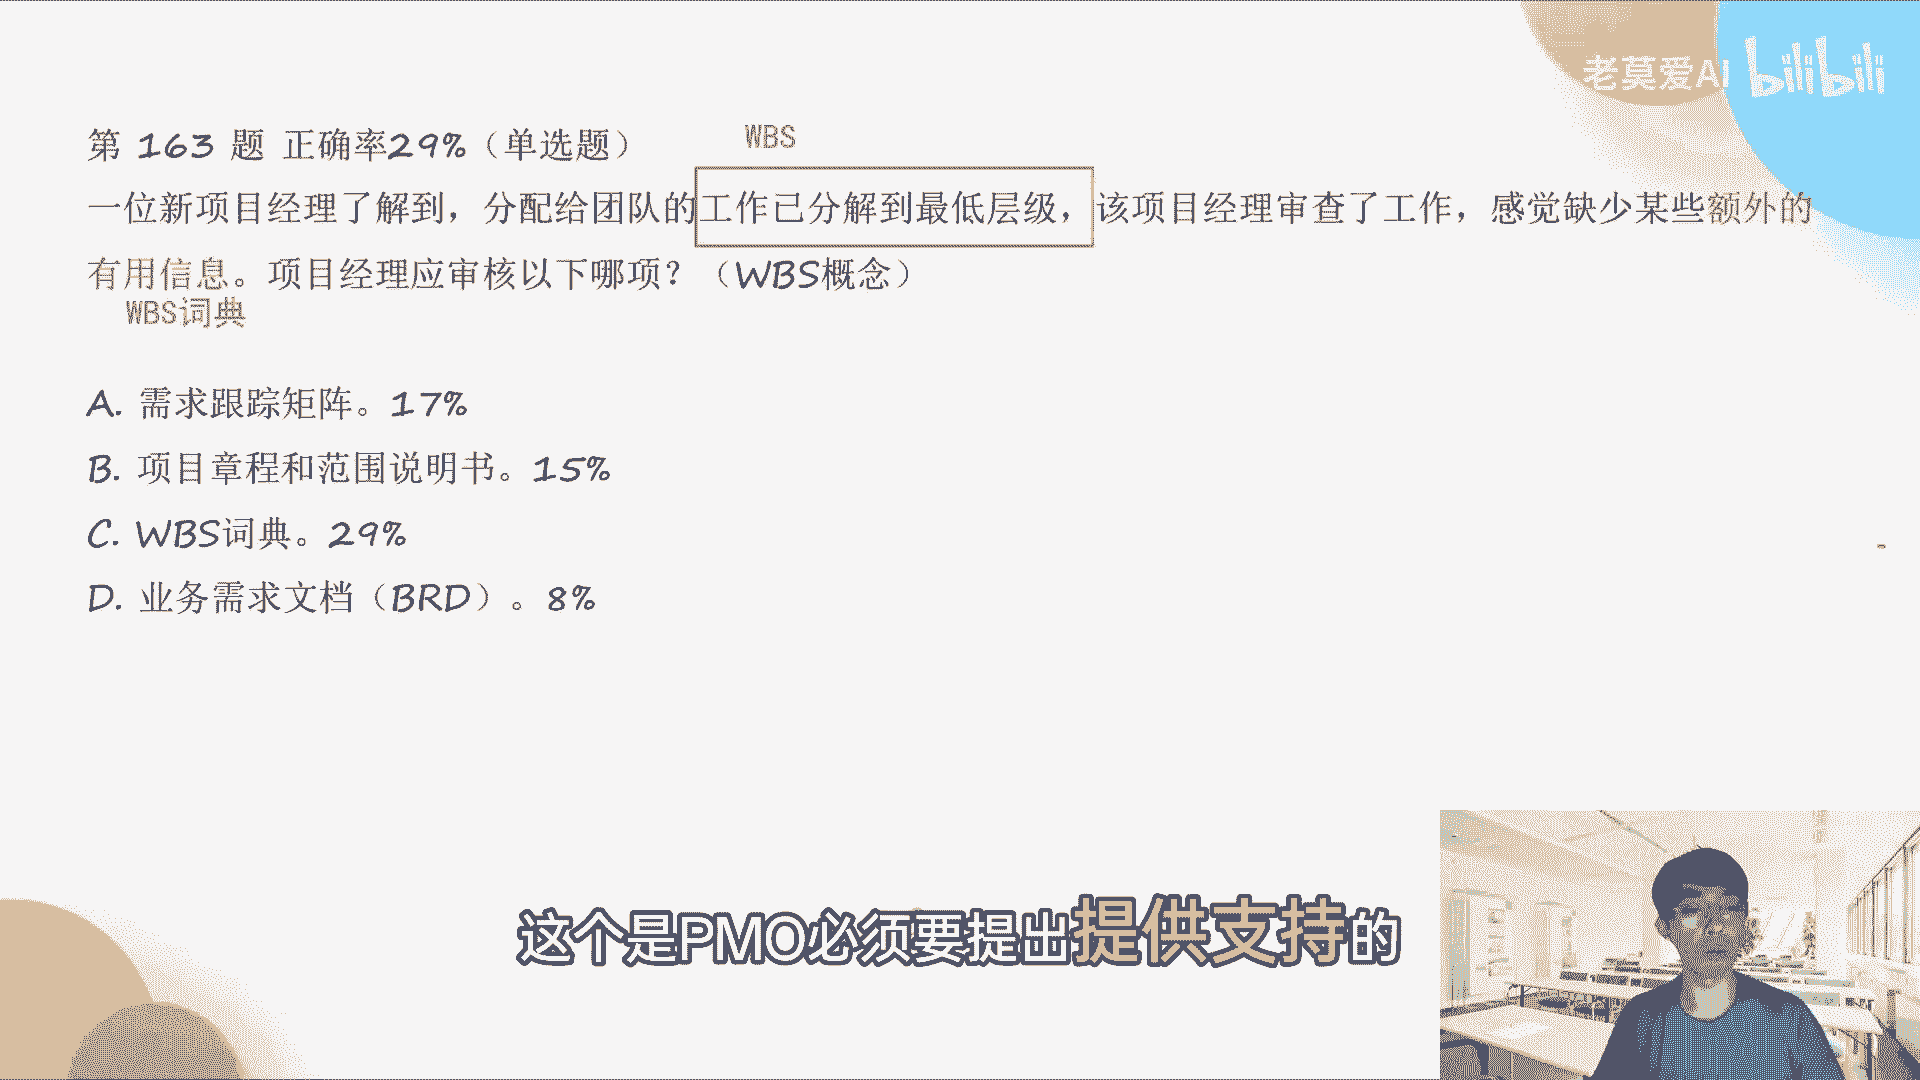 老莫爱AI bilibili
WBS
第 163 题 正确率29%（单选题）
一位新项目经理了解到，分配给团队的工作已分解到最低层级，该项目经理审查了工作，感觉缺少某些额外的
有用信息。项目经理应审核以下哪项？（WBS概念）
WBS词典
A. 需求跟踪矩阵。17%
B. 项目章程和范围说明书。15%
C. WBS词典。29%
D. 业务需求文档（BRD）。8%
这个是PMO必须要提出提供支持的